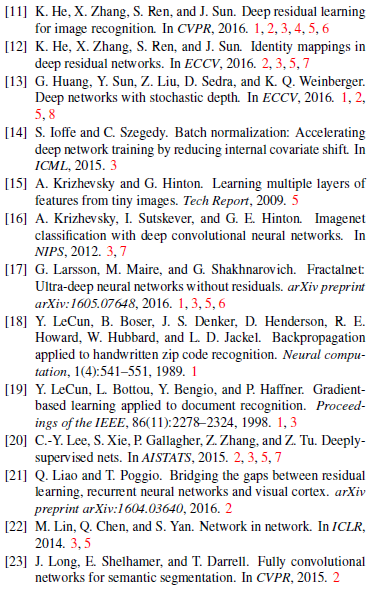 [11] K. He, X. Zhang, S. Ren, and J. Sun. Deep residual learning
for image recognition. In CVPR, 2016. 1, 2, 3, 4, 5, 6
[12] K. He, X. Zhang, S. Ren, and J. Sun. Identity mappings in
deep residual networks. In ECCV, 2016. 2, 3, 5, 7
[13] G. Huang, Y. Sun, Z. Liu, D. Sedra, and K. Q. Weinberger.
Deep networks with stochastic depth. In ECCV, 2016. 1, 2,
5, 8
[14] S. Ioffe and C. Szegedy. Batch normalization: Accelerating
deep network training by reducing internal covariate shift. In
ICML, 2015. 3
[15] A. Krizhevsky and G. Hinton. Learning multiple layers of
features from tiny images. Tech Report, 2009. 5
[16] A. Krizhevsky, I. Sutskever, and G. E. Hinton. Imagenet
classification with deep convolutional neural networks. In
NIPS, 2012. 3, 7
[17] G. Larsson, M. Maire, and G. Shakhnarovich. Fractalnet:
Ultra-deep neural networks without residuals. arXiv preprint
arXiv:1605.07648, 2016. 1, 3, 5, 6
[18] Y. LeCun, B. Boser, J. S. Denker, D. Henderson, R. E.
Howard, W. Hubbard, and L. D. Jackel. Backpropagation
applied to handwritten zip code recognition. Neural compu-
tation, 1(4):541–551, 1989. 1
[19] Y. LeCun, L. Bottou, Y. Bengio, and P. Haffner. Gradient-
based learning applied to document recognition. Proceed-
ings of the IEEE, 86(11):2278–2324, 1998. 1, 3
[20] C.-Y. Lee, S. Xie, P. Gallagher, Z. Zhang, and Z. Tu. Deeply-
supervised nets. In AISTATS, 2015. 2, 3, 5, 7
[21] Q. Liao and T. Poggio. Bridging the gaps between residual
learning, recurrent neural networks and visual cortex. arXiv
preprint arXiv:1604.03640, 2016. 2
[22] M. Lin, Q. Chen, and S. Yan. Network in network. In ICLR,
2014. 3, 5
[23] J. Long, E. Shelhamer, and T. Darrell. Fully convolutional
networks for semantic segmentation. In CVPR, 2015. 2